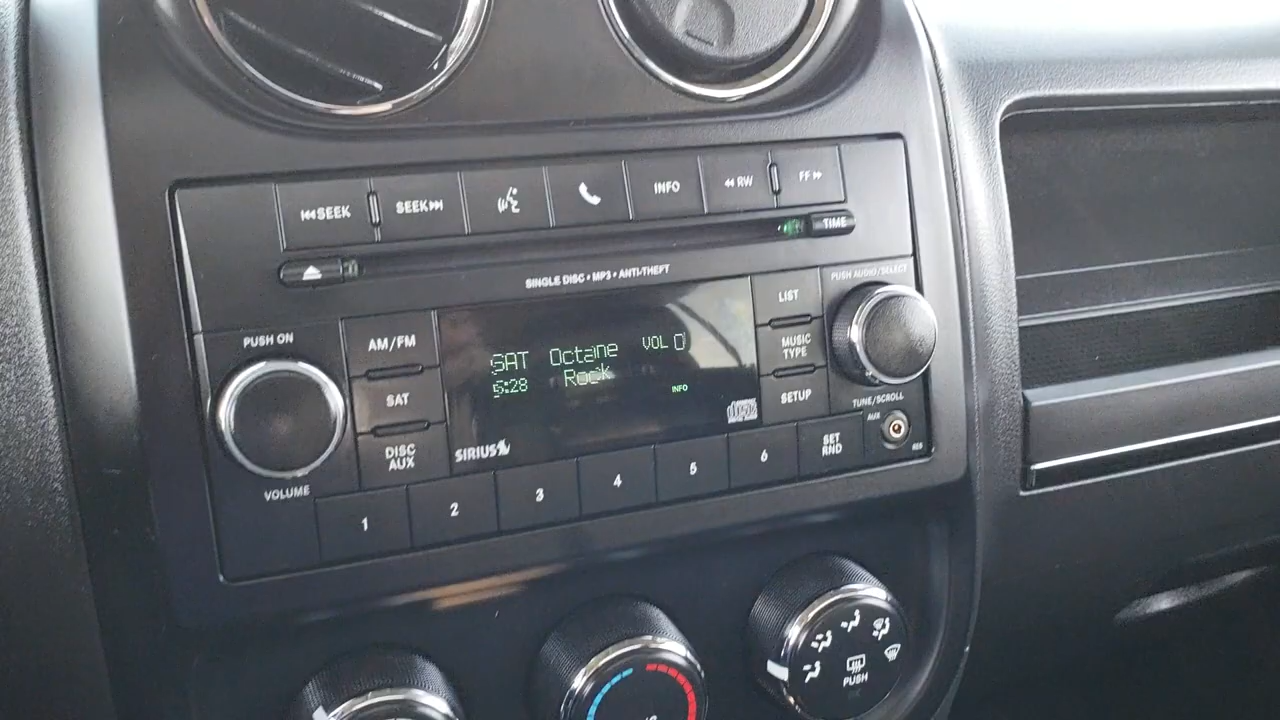 SEEK
SEEK
INFO
RW
FF
TIME
SINGLE DISC • MP3 • ANTI-THEFT
PUSH AUDIO/SELECT
PUSH ON
AM/FM
SAT
DISC
AUX
VOLUME
SAT Octane VOL 0
6:28 Rock
INFO
SIRIUS
LIST
MUSIC
TYPE
SETUP
TUNE/SCROLL
AUX
SET
RND
1
2
3
4
5
6
PUSH